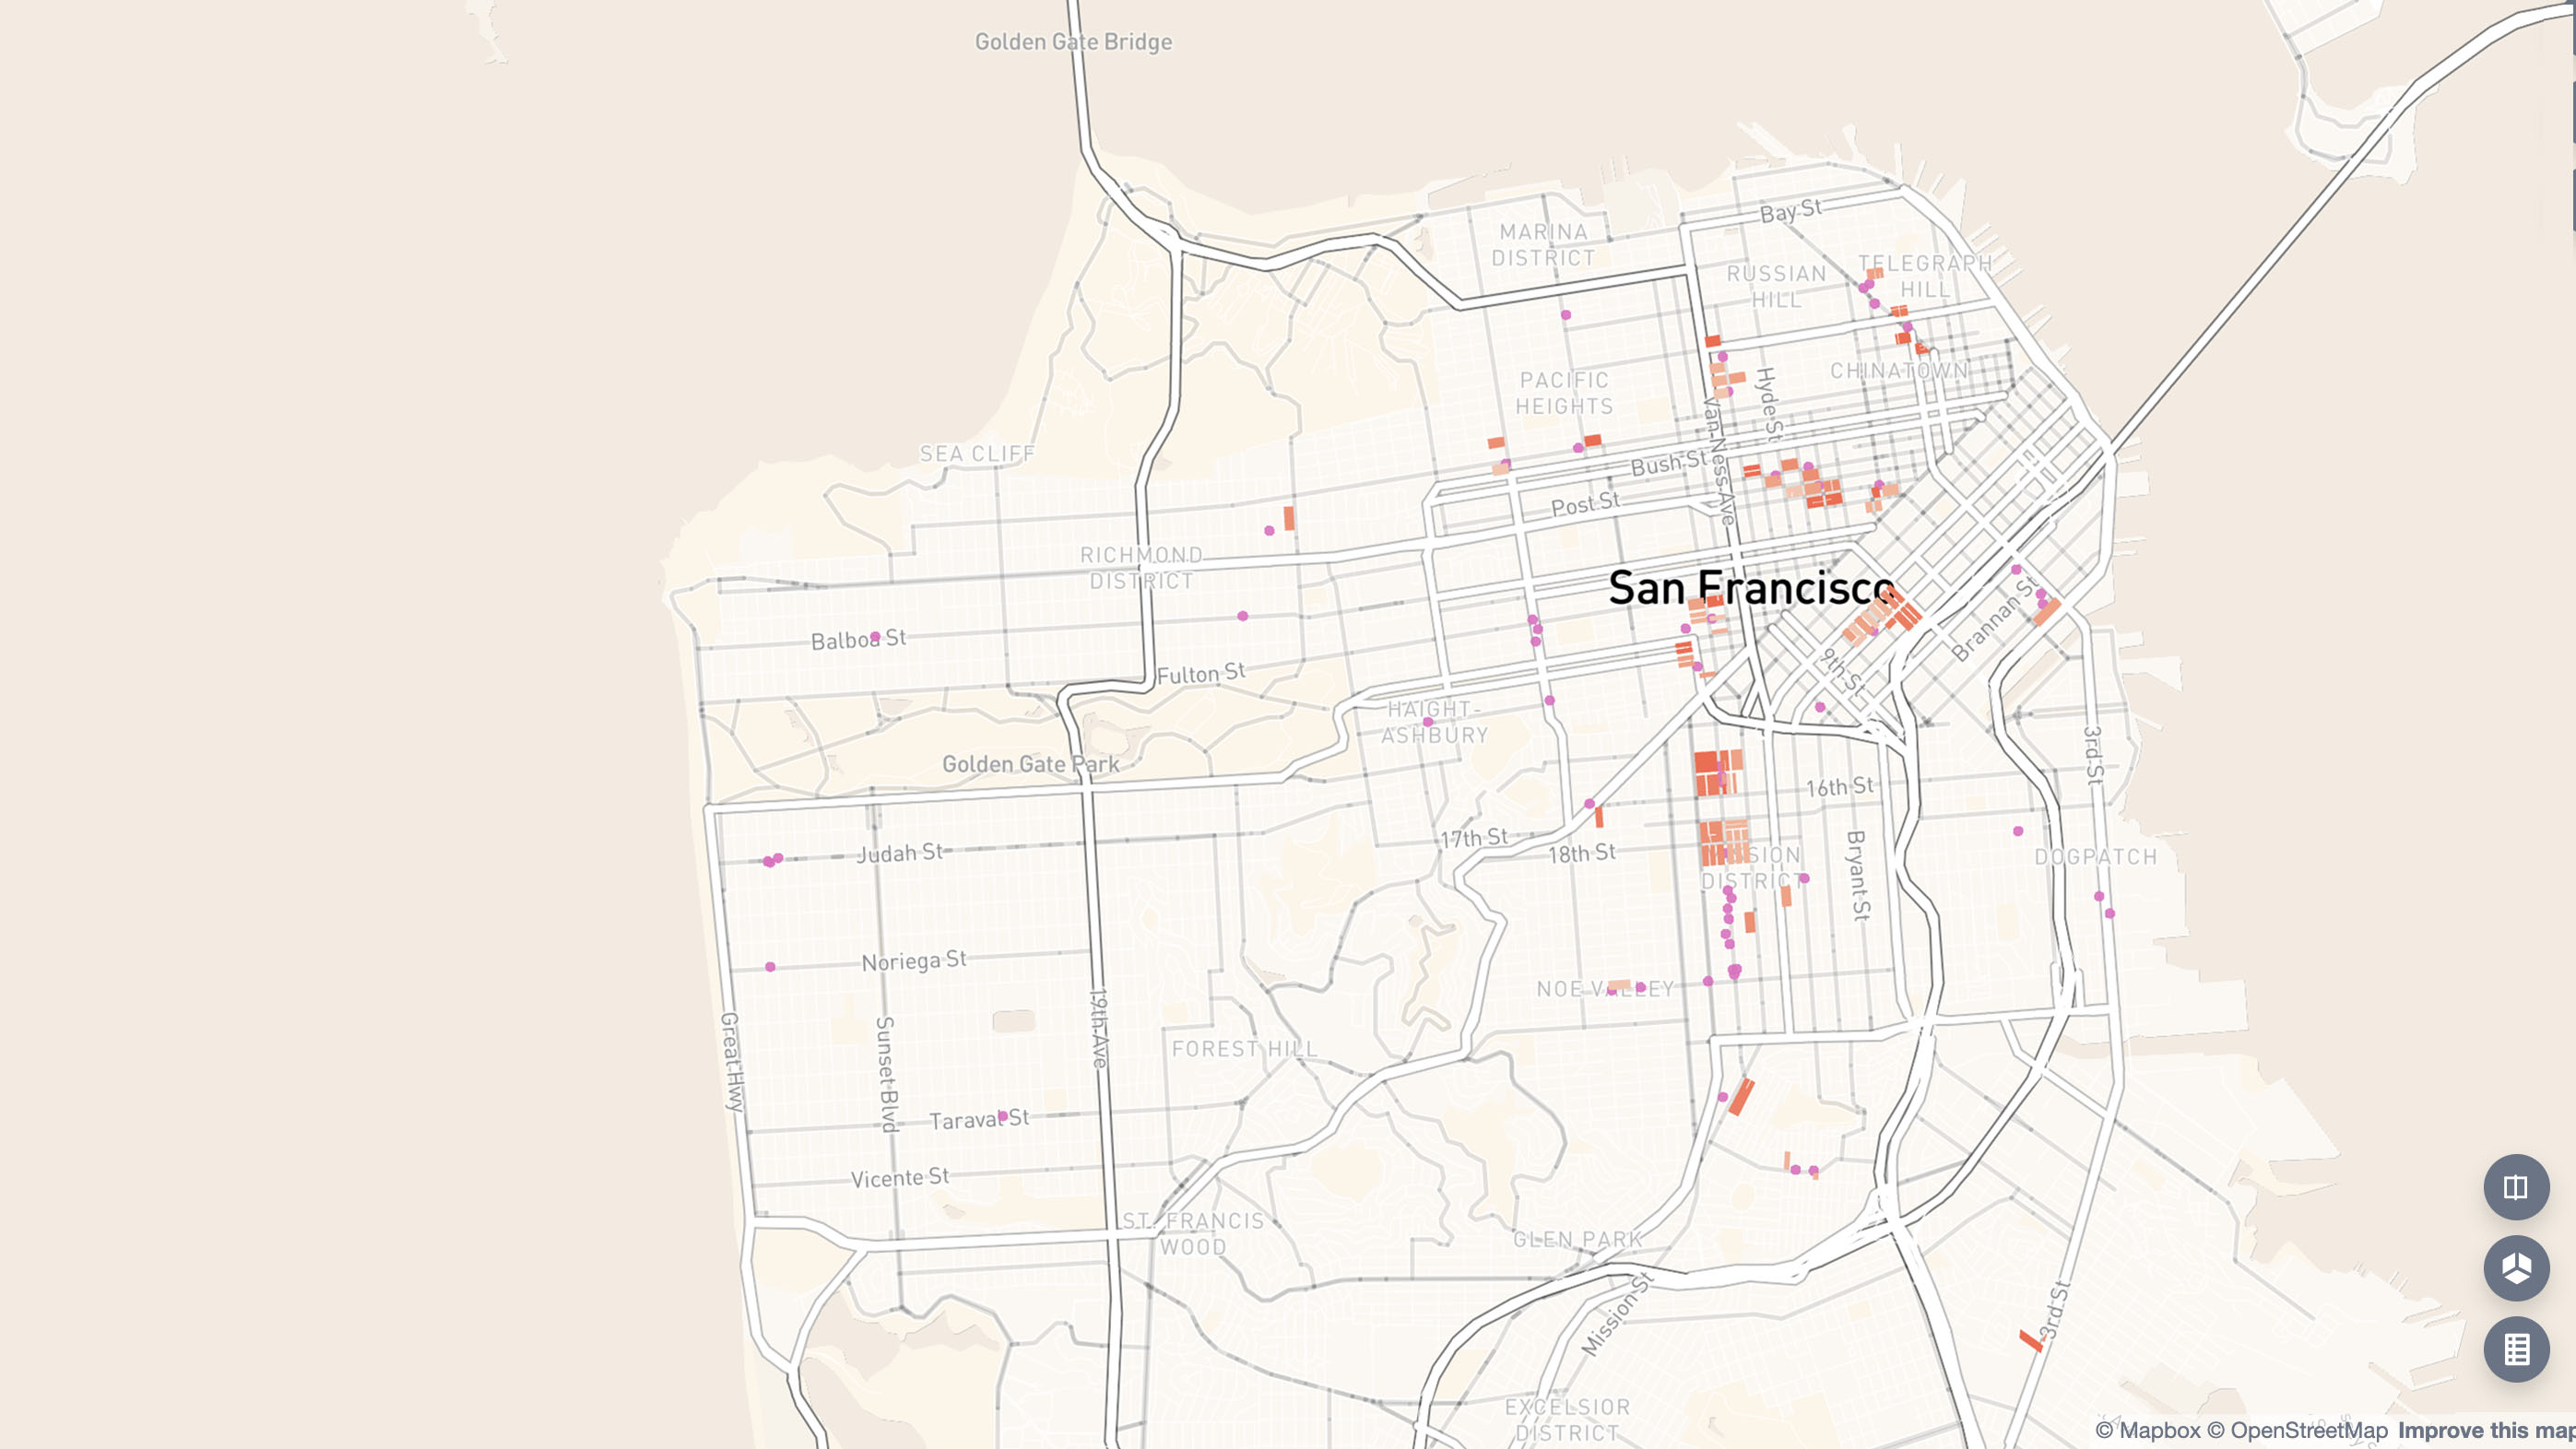 Golden Gate Bridge
MARINA
DISTRICT
Bay St
RUSSIAN
HILL
TELEGRAPH
HILL
PACIFIC
HEIGHTS
Hyde St
CHINATOWN
Van Ness Ave
SEA CLIFF
Bush St
Post St
RICHMOND
DISTRICT
San Francisco
Balboa St
Brannan St
Fulton St
9th St
HAIGHT-
ASHBURY
Golden Gate Park
3rd St
16th St
17th St
18th St
Judah St
Bryant St
MISSION
DISTRICT
DOGPATCH
Noriega St
NOE VALLEY
19th Ave
Great Hwy
Sunset Blvd
FOREST HILL
Taraval St
Vicente St
ST. FRANCIS
WOOD
GLEN PARK
Mission St
3rd St
EXCELSIOR
DISTRICT
© Mapbox © OpenStreetMap Improve this map